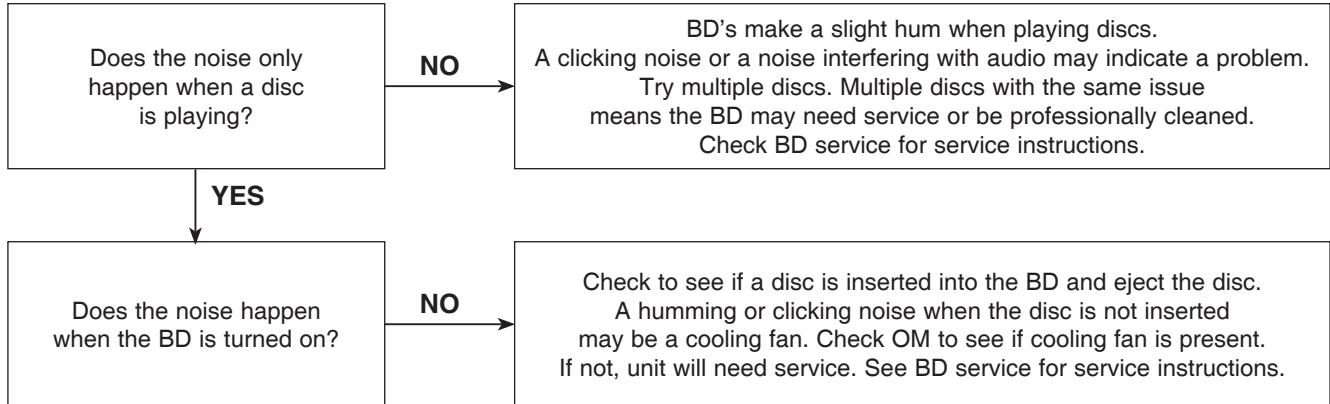 Does the noise only
happen when a disc
is playing?
NO
BD's make a slight hum when playing discs.
A clicking noise or a noise interfering with audio may indicate a problem.
Try multiple discs. Multiple discs with the same issue
means the BD may need service or be professionally cleaned.
Check BD service for service instructions.
YES
Does the noise happen
when the BD is turned on?
NO
Check to see if a disc is inserted into the BD and eject the disc.
A humming or clicking noise when the disc is not inserted
may be a cooling fan. Check OM to see if cooling fan is present.
If not, unit will need service. See BD service for service instructions.